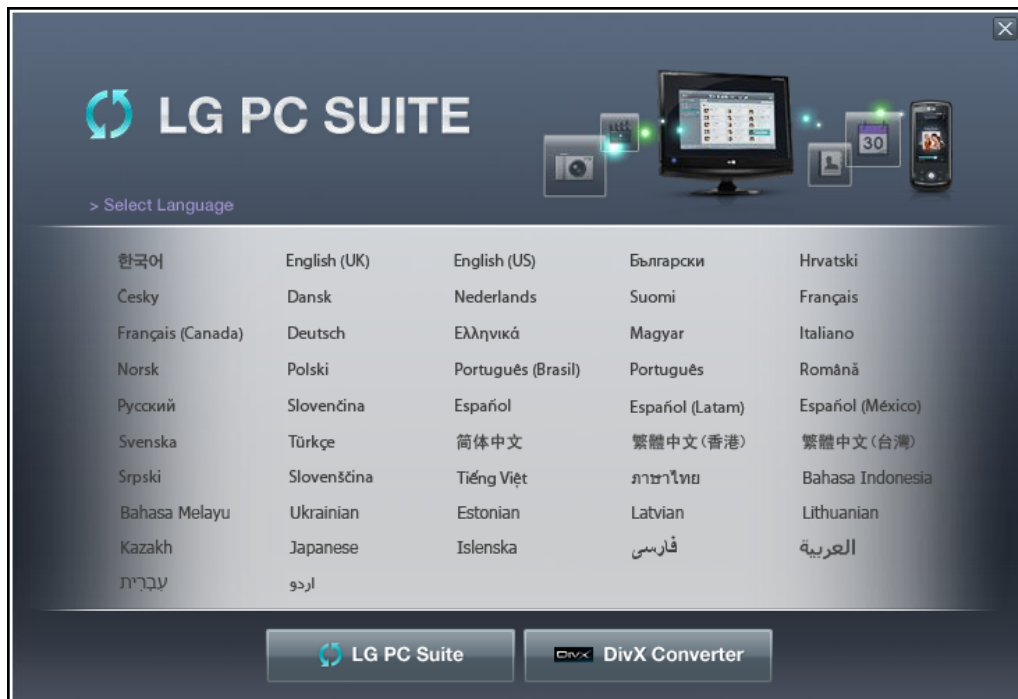 LG PC SUITE
30
> Select Language
한국어 English (UK) English (US) Български Hrvatski
Česky Dansk Nederlands Suomi Français
Français (Canada) Deutsch Ελληνικά Magyar Italiano
Norsk Polski Português (Brasil) Português Română
Русский Slovenčina Español Español (Latam) Español (México)
Svenska Türkçe 简体中文 繁體中文(香港) 繁體中文(台灣)
Srpski Slovenščina Tiếng Việt ภาษาไทย Bahasa Indonesia
Bahasa Melayu Ukrainian Estonian Latvian Lithuanian
Kazakh Japanese Islenska فارسی العربية
עִבְרִית اردو
LG PC Suite DIVX DivX Converter